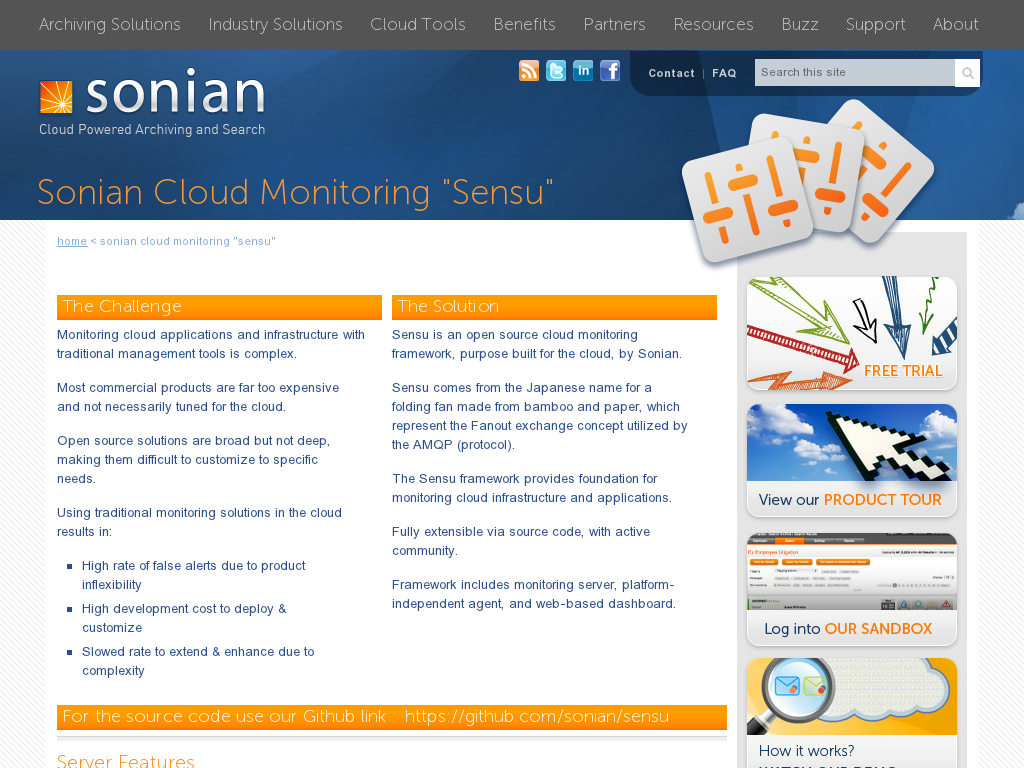 Archiving Solutions Industry Solutions Cloud Tools Benefits Partners Resources Buzz Support About
Contact | FAQ
Search this site
sonian
Cloud Powered Archiving and Search
Sonian Cloud Monitoring "Sensu"
home < sonian cloud monitoring "sensu"
The Challenge
Monitoring cloud applications and infrastructure with
traditional management tools is complex.
Most commercial products are far too expensive
and not necessarily tuned for the cloud.
Open source solutions are broad but not deep,
making them difficult to customize to specific
needs.
Using traditional monitoring solutions in the cloud
results in:
High rate of false alerts due to product
inflexibility
High development cost to deploy &
customize
Slowed rate to extend & enhance due to
complexity
The Solution
Sensu is an open source cloud monitoring
framework, purpose built for the cloud, by Sonian.
Sensu comes from the Japanese name for a
folding fan made from bamboo and paper, which
represent the Fanout exchange concept utilized by
the AMQP (protocol).
The Sensu framework provides foundation for
monitoring cloud infrastructure and applications.
Fully extensible via source code, with active
community.
Framework includes monitoring server, platform-
independent agent, and web-based dashboard.
For the source code use our Github link : https://github.com/sonian/sensu
Server Features
FREE TRIAL
View our PRODUCT TOUR
Log into OUR SANDBOX
How it works?
WATCH OUR DEMO